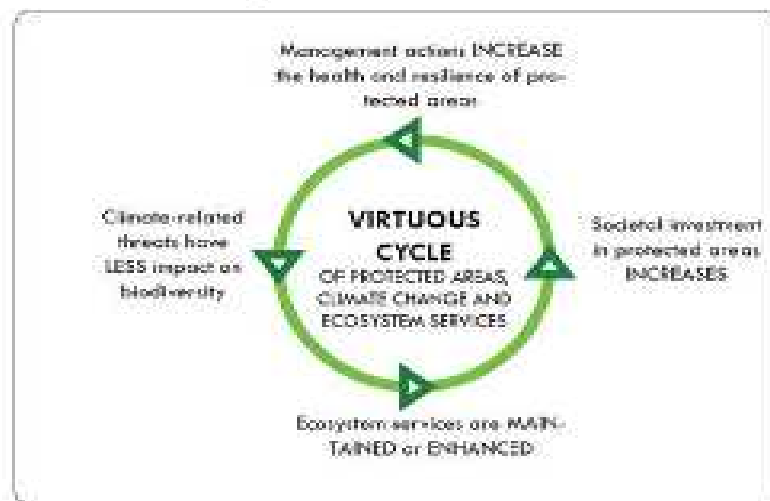 Management actions INCREASE
the health and resilience of pro-
tected areas
Climate-related
threats have
LESS impact on
biodiversity
VIRTUOUS
CYCLE
OF PROTECTED AREAS,
CLIMATE CHANGE AND
ECOSYSTEM SERVICES
Societal investment
in protected areas
INCREASES
Ecosystem services are MAIN-
TAINED or ENHANCED